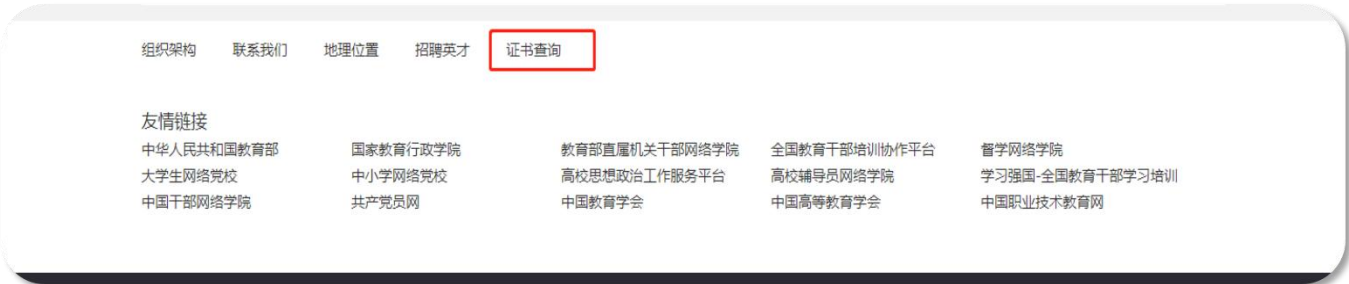 组织架构 联系我们 地理位置 招聘英才 证书查询
友情链接
中华人民共和国教育部 国家教育行政学院 教育部直属机关干部网络学院 全国教育干部培训协作平台 督学网络学院
大学生网络党校 中小学网络党校 高校思想政治工作服务平台 高校辅导员网络学院 学习强国-全国教育干部学习培训
中国干部网络学院 共产党员网 中国教育学会 中国高等教育学会 中国职业技术教育网